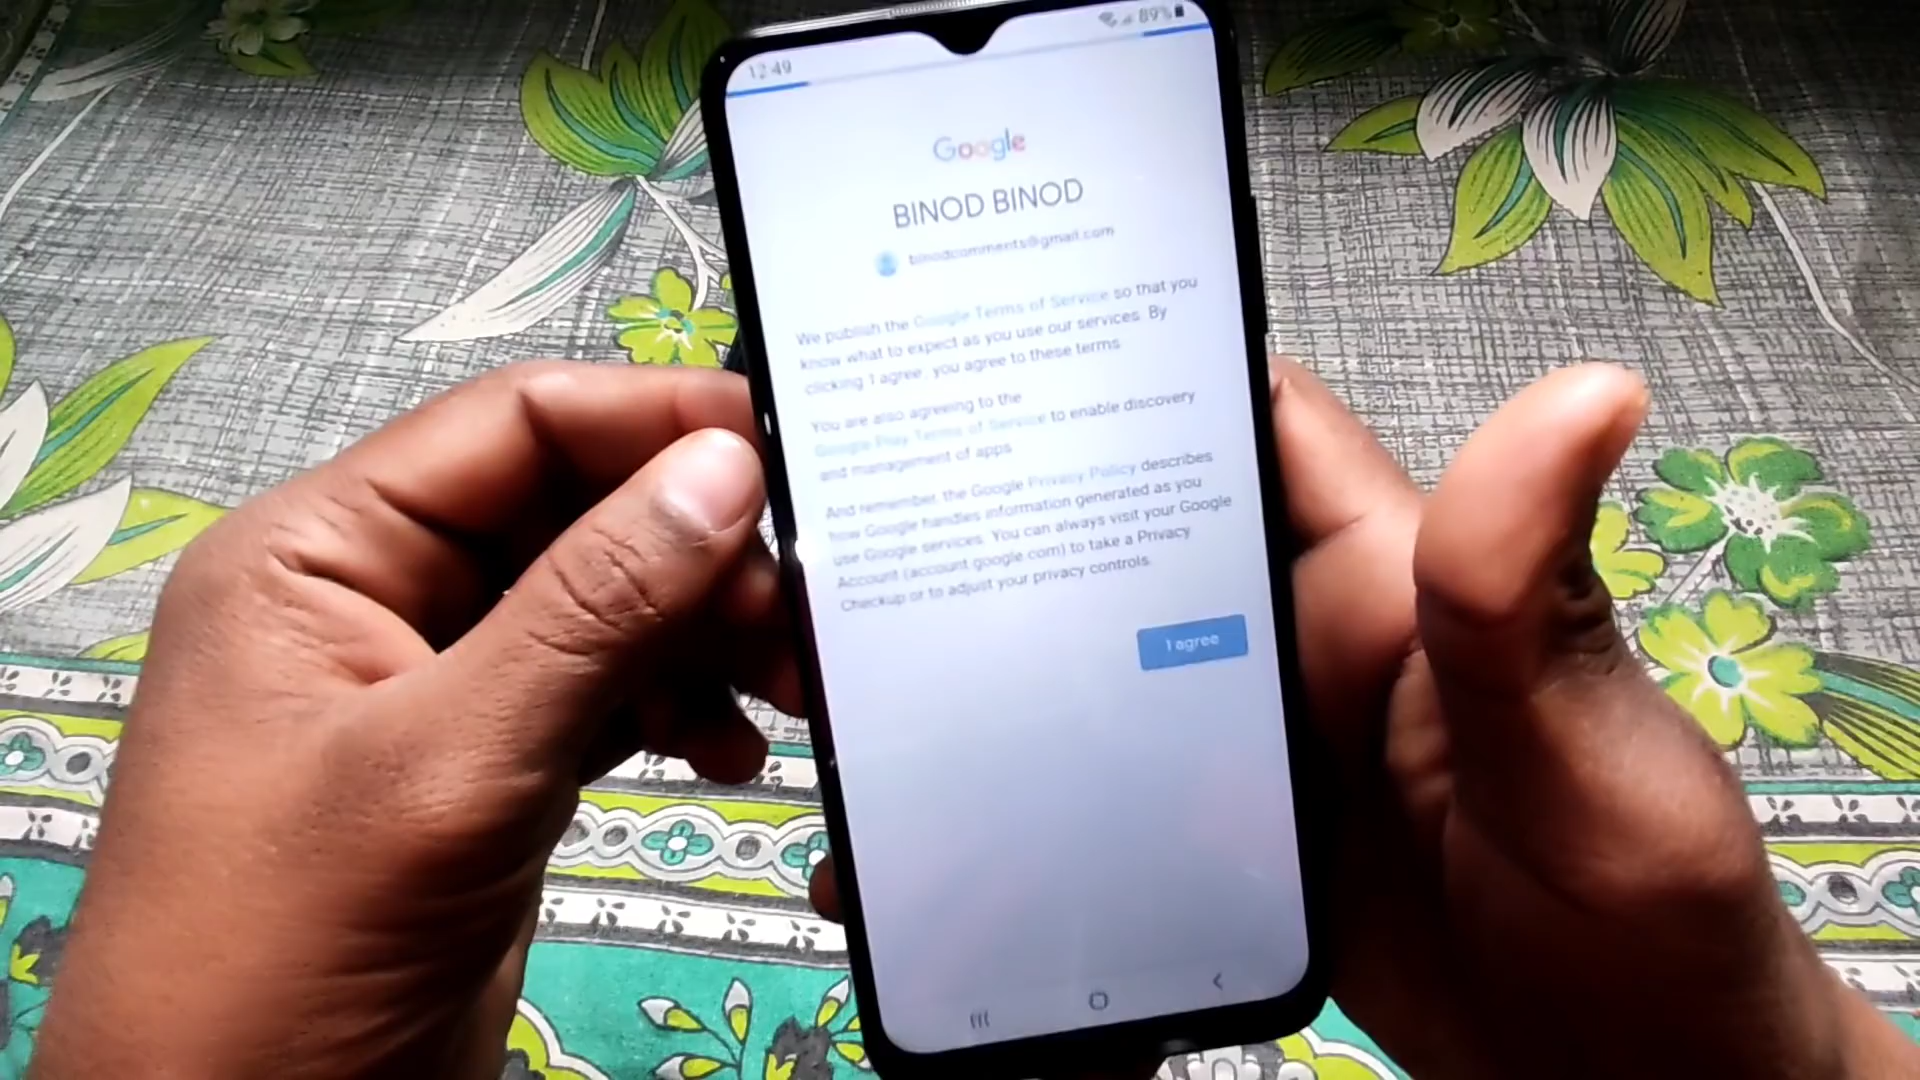 12:49
89%
Google
BINOD BINOD
binodcomments@gmail.com
We publish the Google Terms of Service so that you
know what to expect as you use our services. By
clicking 'I agree', you agree to these terms.
You are also agreeing to the
Google Play Terms of Service to enable discovery
and management of apps.
And remember, the Google Privacy Policy describes
how Google handles information generated as you
use Google services. You can always visit your Google
Account (account.google.com) to take a Privacy
Checkup or to adjust your privacy controls.
I agree